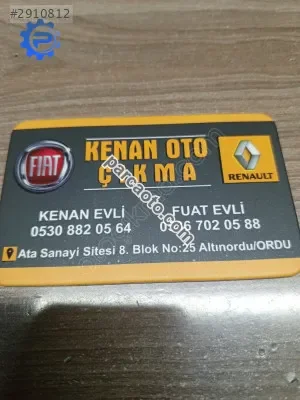 #2910812
FIAT
KENAN OTO
ÇIKMA
RENAULT
parcaoto.com
KENAN EVLİ
FUAT EVLİ
0530 882 05 64
702 05 88
Ata Sanayi Sitesi 8. Blok No:25 Altınordu/ORDU